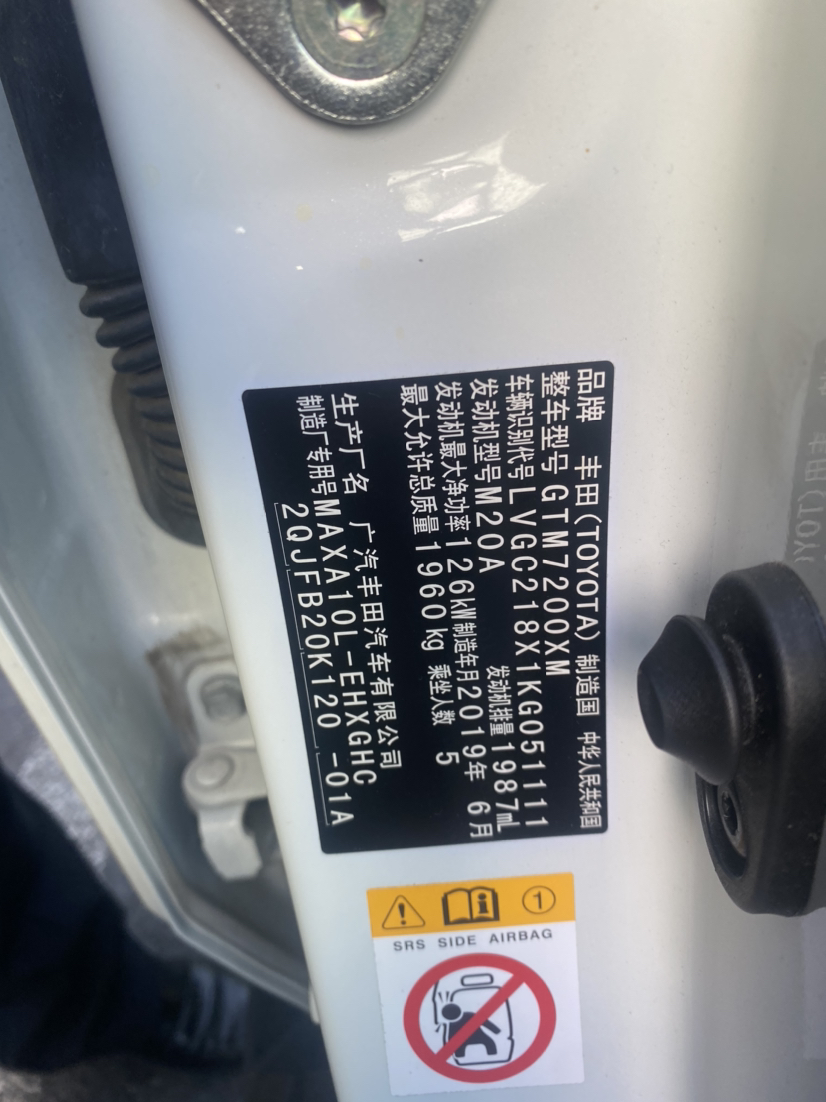 品牌 丰田(TOYOTA) 制造国 中华人民共和国
整车型号 GTM7200XM
车辆识别代号 LVGC218X1KG051111
发动机型号 M20A 发动机排量 1987mL
发动机最大净功率 126kW 制造年月 2019年 6月
最大允许总质量 1960kg 乘坐人数 5
生产厂名 广汽丰田汽车有限公司
制造厂专用号 MAXA10L-EHXGHC
2QJFB20K120 -01A
1
SRS SIDE AIRBAG